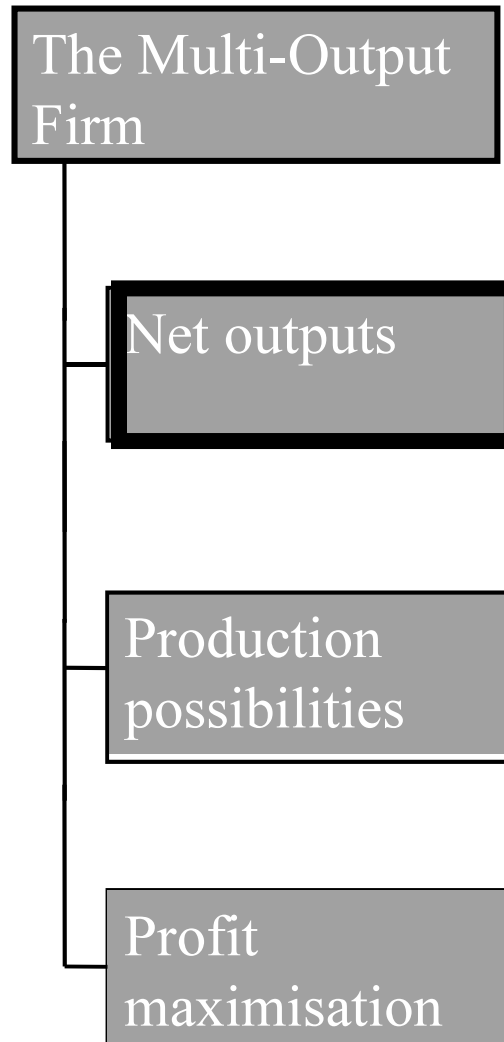 The Multi-Output
Firm
Net outputs
Production
possibilities
Profit
maximisation